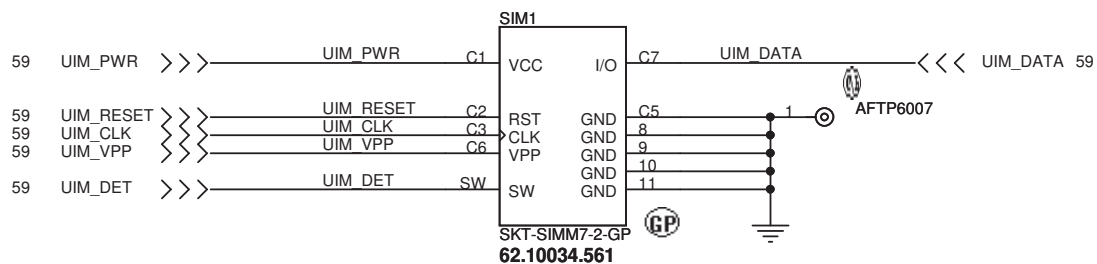 SIM1
59 UIM_PWR UIM_PWR C1 VCC I/O C7 UIM_DATA UIM_DATA 59
59 UIM_RESET UIM_RESET C2 RST GND C5 1 AFTP6007
59 UIM_CLK UIM_CLK C3 CLK GND 8
59 UIM_VPP UIM_VPP C6 VPP GND 9
GND 10
59 UIM_DET UIM_DET SW SW GND 11
SKT-SIMM7-2-GP GP
62.10034.561